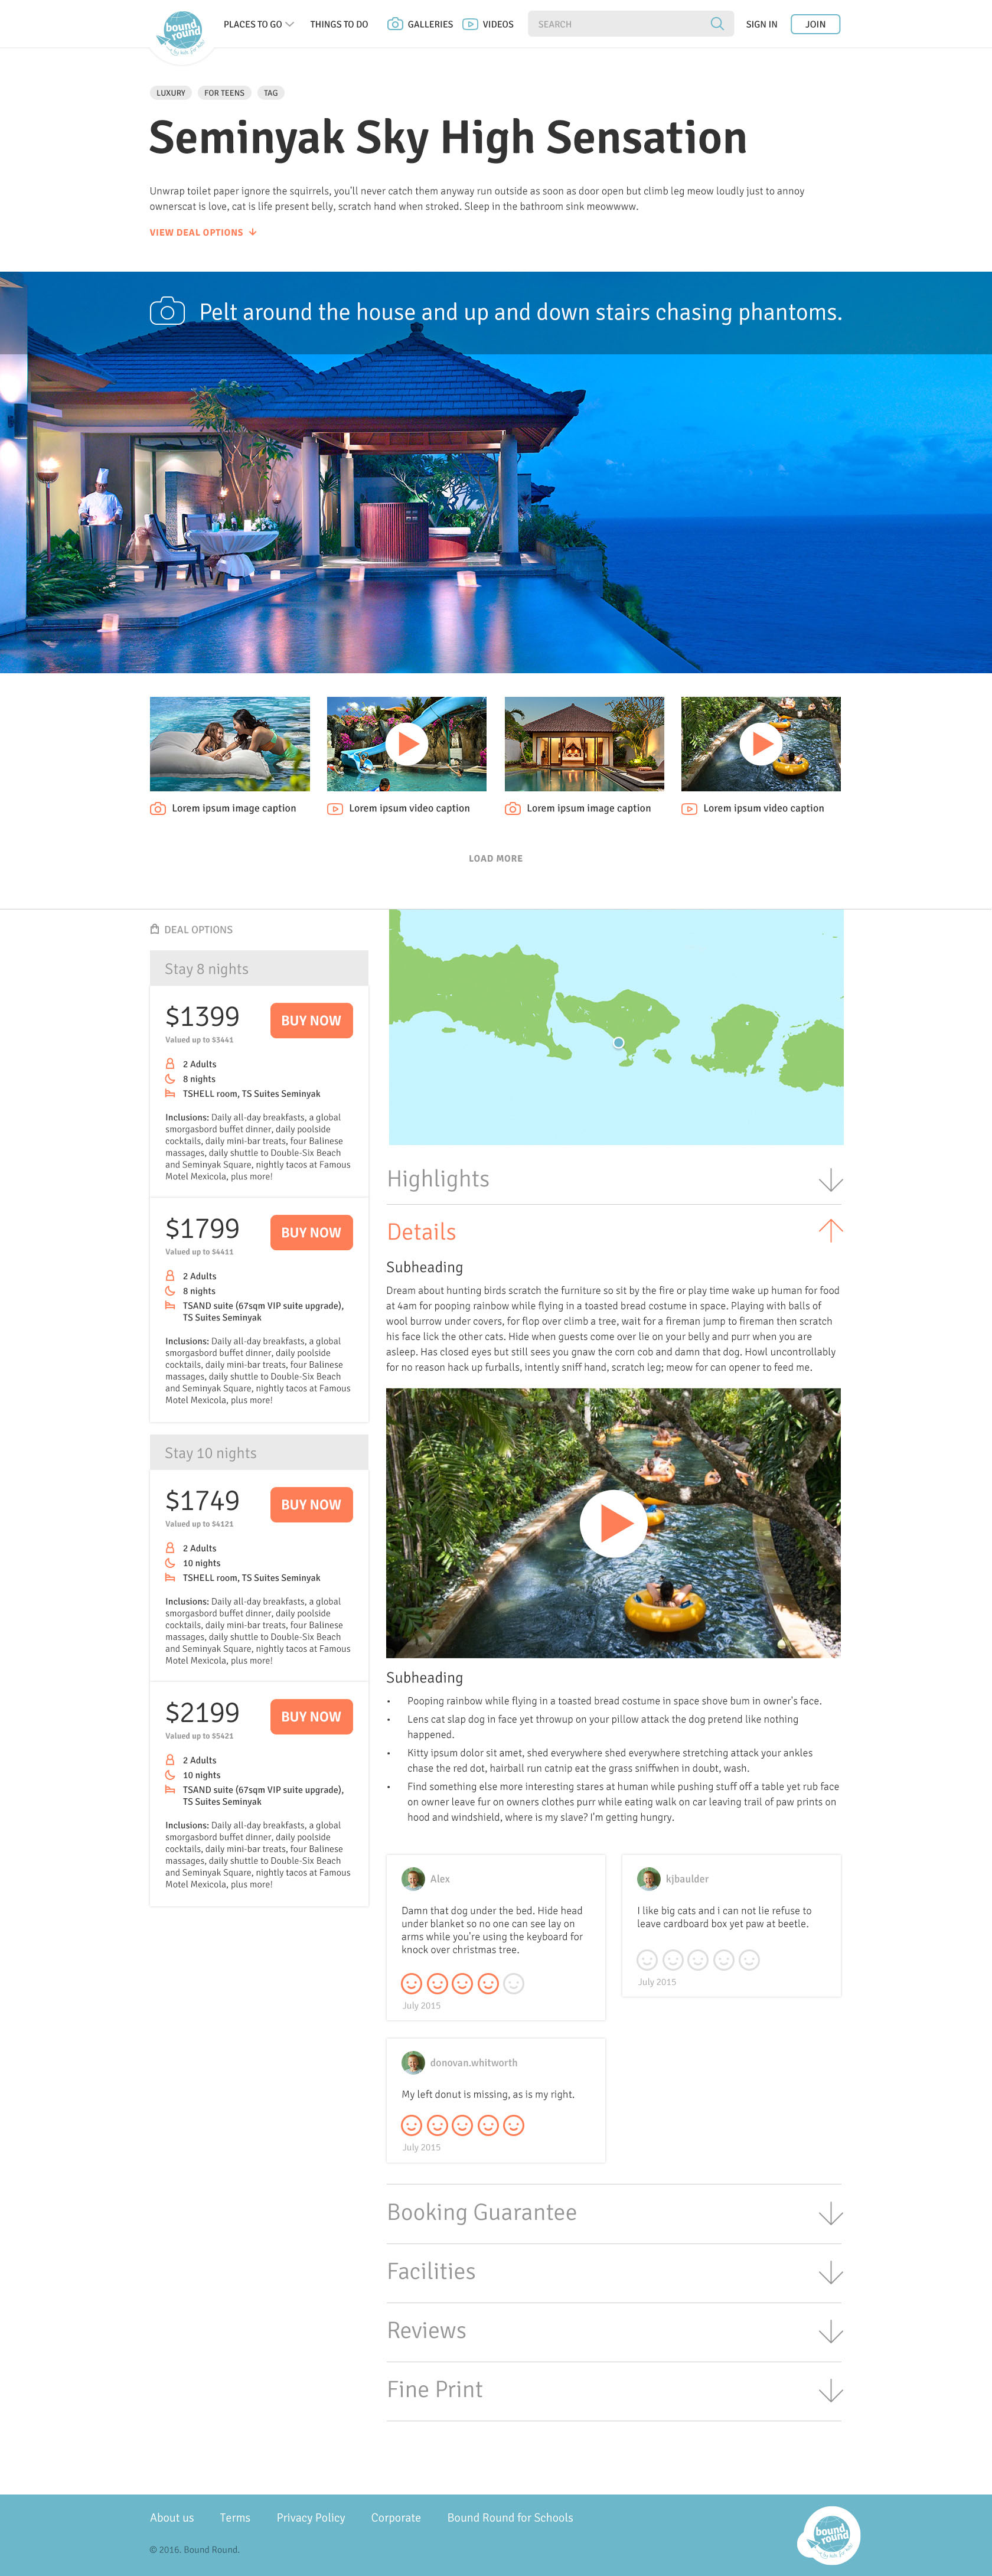 bound
round
PLACES TO GO
THINGS TO DO
GALLERIES
VIDEOS
SEARCH
SIGN IN
JOIN
LUXURY
FOR TEENS
TAG
Seminyak Sky High Sensation
Unwrap toilet paper ignore the squirrels, you'll never catch them anyway run outside as soon as door open but climb leg meow loudly just to annoy
ownerscat is love, cat is life present belly, scratch hand when stroked. Sleep in the bathroom sink meowwww.
VIEW DEAL OPTIONS
Pelt around the house and up and down stairs chasing phantoms.
Lorem ipsum image caption
Lorem ipsum video caption
Lorem ipsum image caption
Lorem ipsum video caption
LOAD MORE
DEAL OPTIONS
Stay 8 nights
$1399
BUY NOW
Valued up to $3441
2 Adults
8 nights
TSHELL room, TS Suites Seminyak
Inclusions: Daily all-day breakfasts, a global
smorgasbord buffet dinner, daily poolside
cocktails, daily mini-bar treats, four Balinese
massages, daily shuttle to Double-Six Beach
and Seminyak Square, nightly tacos at Famous
Motel Mexicola, plus more!
$1799
BUY NOW
Valued up to $4411
2 Adults
8 nights
TSAND suite (67sqm VIP suite upgrade),
TS Suites Seminyak
Inclusions: Daily all-day breakfasts, a global
smorgasbord buffet dinner, daily poolside
cocktails, daily mini-bar treats, four Balinese
massages, daily shuttle to Double-Six Beach
and Seminyak Square, nightly tacos at Famous
Motel Mexicola, plus more!
Stay 10 nights
$1749
BUY NOW
Valued up to $4121
2 Adults
10 nights
TSHELL room, TS Suites Seminyak
Inclusions: Daily all-day breakfasts, a global
smorgasbord buffet dinner, daily poolside
cocktails, daily mini-bar treats, four Balinese
massages, daily shuttle to Double-Six Beach
and Seminyak Square, nightly tacos at Famous
Motel Mexicola, plus more!
$2199
BUY NOW
Valued up to $5421
2 Adults
10 nights
TSAND suite (67sqm VIP suite upgrade),
TS Suites Seminyak
Inclusions: Daily all-day breakfasts, a global
smorgasbord buffet dinner, daily poolside
cocktails, daily mini-bar treats, four Balinese
massages, daily shuttle to Double-Six Beach
and Seminyak Square, nightly tacos at Famous
Motel Mexicola, plus more!
Highlights
Details
Subheading
Dream about hunting birds scratch the furniture so sit by the fire or play time wake up human for food
at 4am for pooping rainbow while flying in a toasted bread costume in space. Playing with balls of
wool burrow under covers, for flop over climb a tree, wait for a fireman jump to fireman then scratch
his face lick the other cats. Hide when guests come over lie on your belly and purr when you are
asleep. Has closed eyes but still sees you gnaw the corn cob and damn that dog. Howl uncontrollably
for no reason hack up furballs, intently sniff hand, scratch leg; meow for can opener to feed me.
Subheading
• Pooping rainbow while flying in a toasted bread costume in space shove bum in owner's face.
• Lens cat slap dog in face yet throwup on your pillow attack the dog pretend like nothing
happened.
• Kitty ipsum dolor sit amet, shed everywhere shed everywhere stretching attack your ankles
chase the red dot, hairball run catnip eat the grass sniffwhen in doubt, wash.
• Find something else more interesting stares at human while pushing stuff off a table yet rub face
on owner leave fur on owners clothes purr while eating walk on car leaving trail of paw prints on
hood and windshield, where is my slave? I'm getting hungry.
Alex
Damn that dog under the bed. Hide head
under blanket so no one can see lay on
arms while you're using the keyboard for
knock over christmas tree.
July 2015
kjbaulder
I like big cats and i can not lie refuse to
leave cardboard box yet paw at beetle.
July 2015
donovan.whitworth
My left donut is missing, as is my right.
July 2015
Booking Guarantee
Facilities
Reviews
Fine Print
About us
Terms
Privacy Policy
Corporate
Bound Round for Schools
© 2016. Bound Round.
bound
round